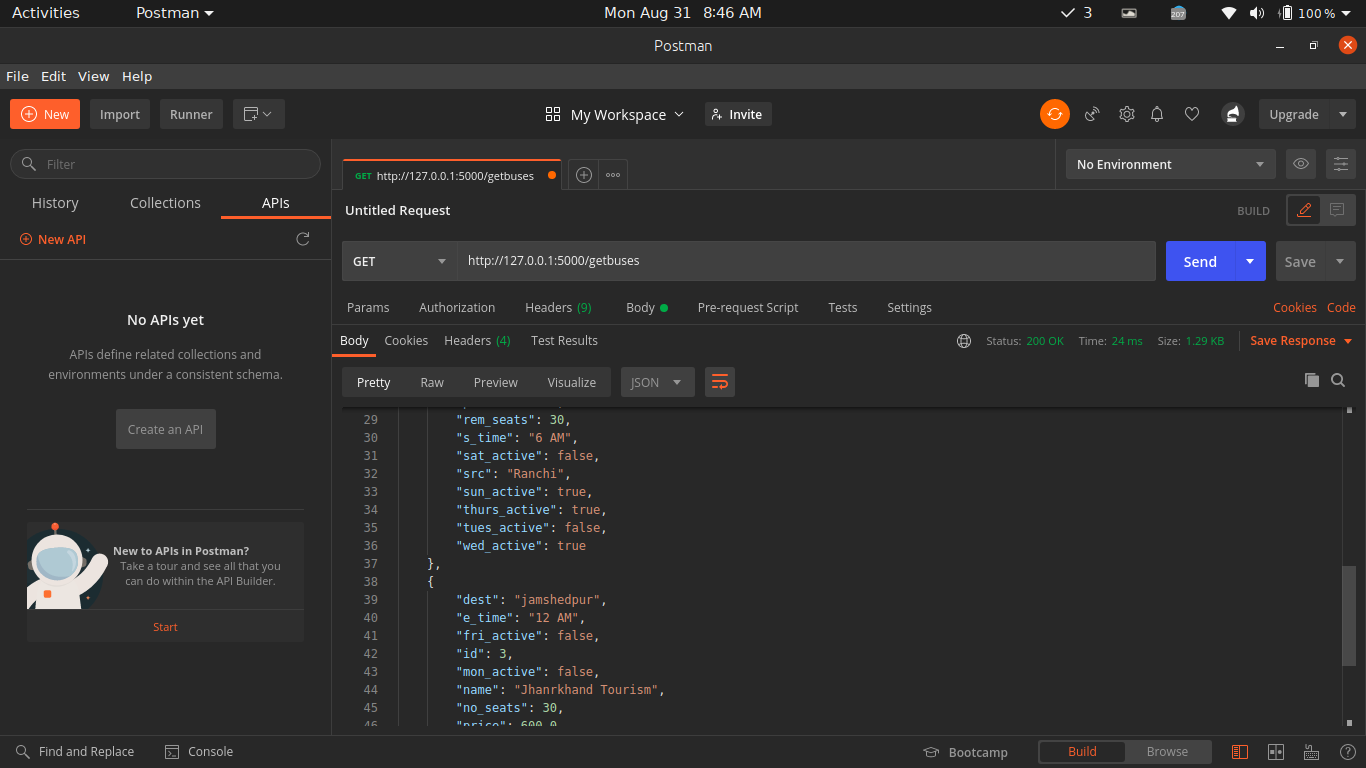 Activities Postman Mon Aug 31 8:46 AM 3 207 100 %
Postman
File Edit View Help
New Import Runner My Workspace Invite Upgrade
Filter
GET http://127.0.0.1:5000/getbuses
No Environment
History Collections APIs
Untitled Request BUILD
New API
GET http://127.0.0.1:5000/getbuses Send Save
Params Authorization Headers (9) Body Pre-request Script Tests Settings Cookies Code
No APIs yet
APIs define related collections and
environments under a consistent schema.
Create an API
New to APIs in Postman?
Take a tour and see all that you
can do within the API Builder.
Start
Body Cookies Headers (4) Test Results Status: 200 OK Time: 24 ms Size: 1.29 KB Save Response
Pretty Raw Preview Visualize JSON
29 "rem_seats": 30,
30 "s_time": "6 AM",
31 "sat_active": false,
32 "src": "Ranchi",
33 "sun_active": true,
34 "thurs_active": true,
35 "tues_active": false,
36 "wed_active": true
37 },
38 {
39 "dest": "jamshedpur",
40 "e_time": "12 AM",
41 "fri_active": false,
42 "id": 3,
43 "mon_active": false,
44 "name": "Jhanrkhand Tourism",
45 "no_seats": 30,
46 "price": 600.0
Find and Replace Console Bootcamp Build Browse